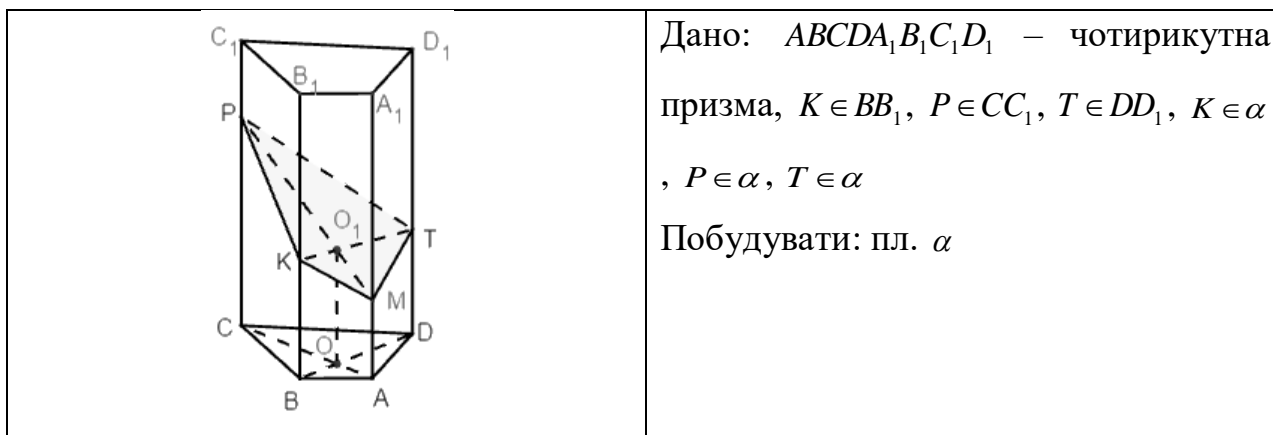 C₁
D₁
B₁
A₁
P
O₁
T
K
M
C
O
D
B
A
Дано: ABCDA₁B₁C₁D₁ – чотирикутна
призма, K ∈ BB₁, P ∈ CC₁, T ∈ DD₁, K ∈ α
, P ∈ α, T ∈ α
Побудувати: пл. α